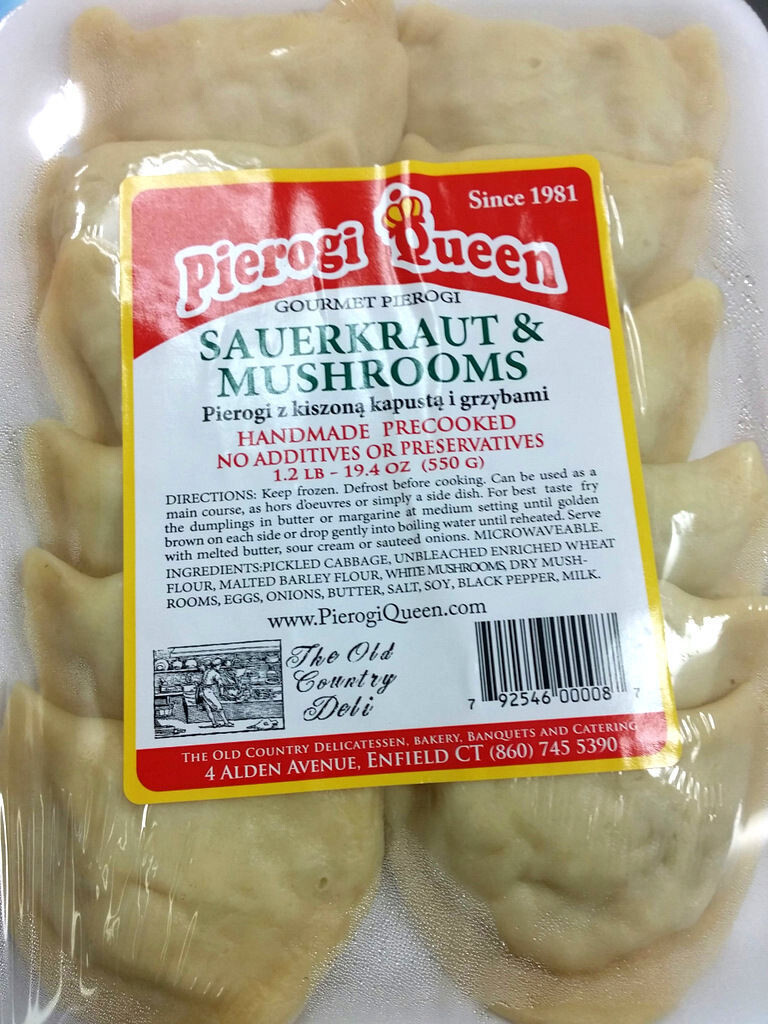 Since 1981
Pierogi Queen
GOURMET PIEROGI
SAUERKRAUT &
MUSHROOMS
Pierogi z kiszoną kapustą i grzybami
HANDMADE PRECOOKED
NO ADDITIVES OR PRESERVATIVES
1.2 LB - 19.4 OZ (550 G)
DIRECTIONS: Keep frozen. Defrost before cooking. Can be used as a
main course, as hors d'oeuvres or simply a side dish. For best taste fry
the dumplings in butter or margarine at medium setting until golden
brown on each side or drop gently into boiling water until reheated. Serve
with melted butter, sour cream or sauteed onions. MICROWAVEABLE.
INGREDIENTS:PICKLED CABBAGE, UNBLEACHED ENRICHED WHEAT
FLOUR, MALTED BARLEY FLOUR, WHITE MUSHROOMS, DRY MUSH-
ROOMS, EGGS, ONIONS, BUTTER, SALT, SOY, BLACK PEPPER, MILK.
www.PierogiQueen.com
The Old
Country
Deli
7 92546 00008 7
THE OLD COUNTRY DELICATESSEN, BAKERY, BANQUETS AND CATERING
4 ALDEN AVENUE, ENFIELD CT (860) 745 5390